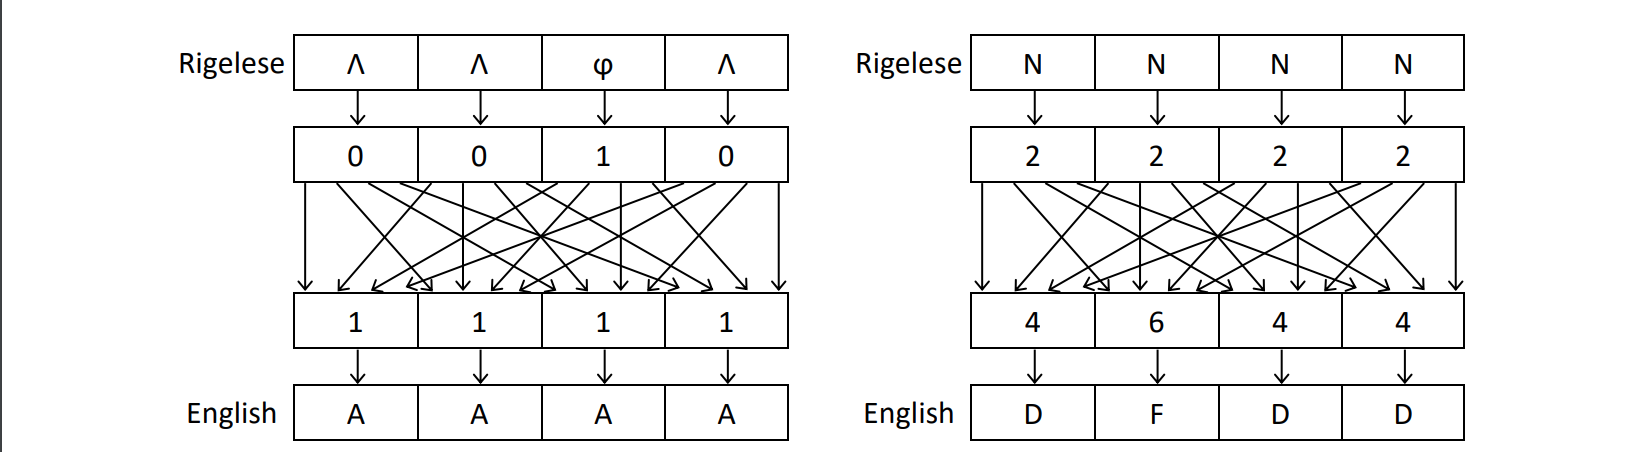 Rigelese Λ Λ φ Λ
0 0 1 0
1 1 1 1
English A A A A
Rigelese N N N N
2 2 2 2
4 6 4 4
English D F D D